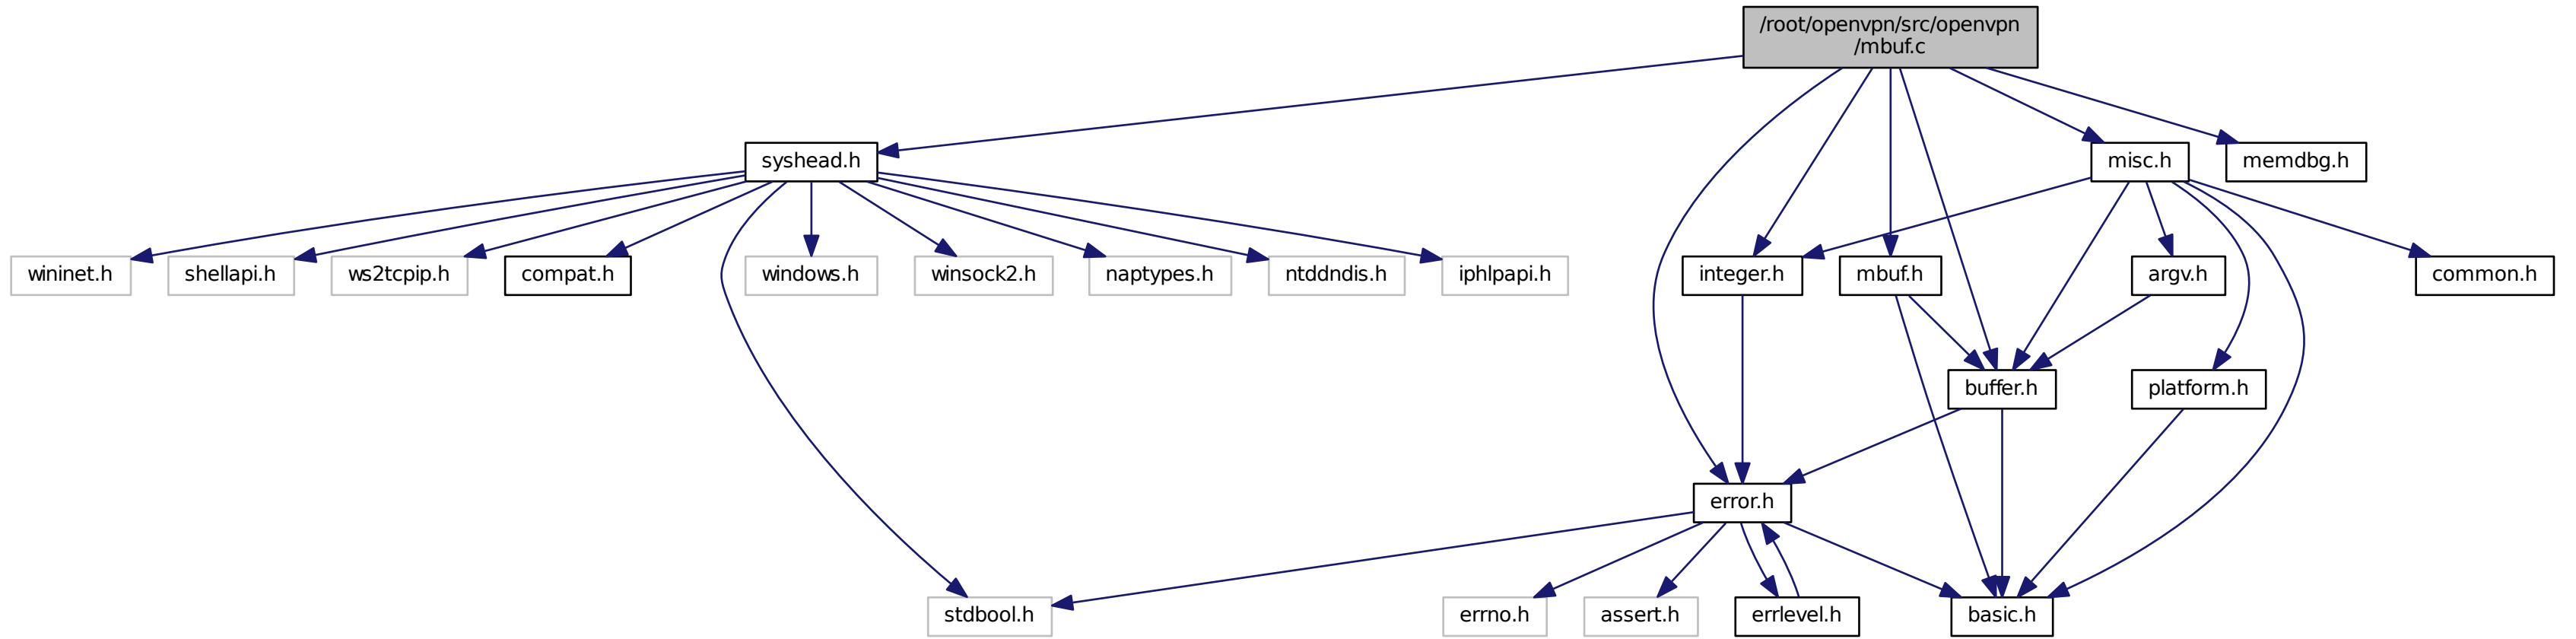 /root/openvpn/src/openvpn
/mbuf.c
syshead.h
misc.h
memdbg.h
wininet.h
shellapi.h
ws2tcpip.h
compat.h
windows.h
winsock2.h
naptypes.h
ntddndis.h
iphlpapi.h
integer.h
mbuf.h
argv.h
common.h
buffer.h
platform.h
error.h
stdbool.h
errno.h
assert.h
errlevel.h
basic.h